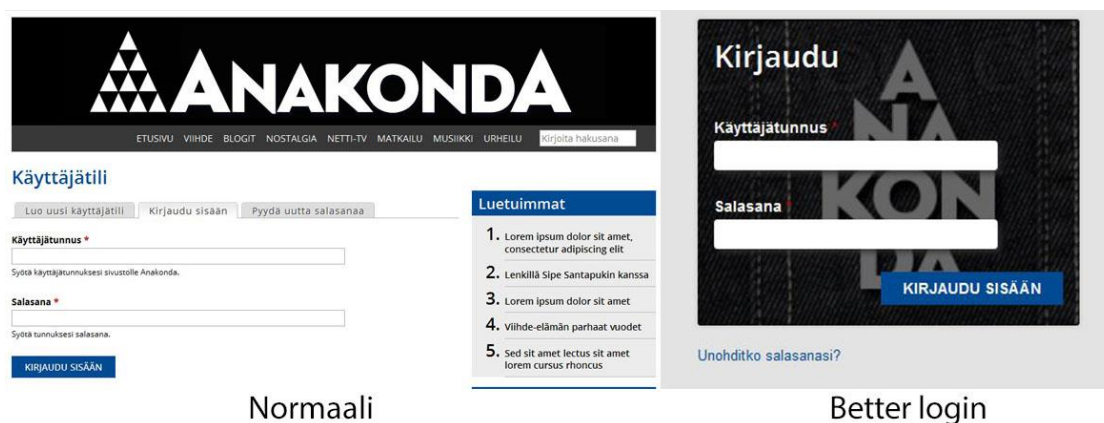 ANAKONDA
ETUSIVU VIIHDE BLOGIT NOSTALGIA NETTI-TV MATKAILU MUSIIKKI URHEILU Kirjoita hakusana
Käyttäjätili
Luo uusi käyttäjätili Kirjaudu sisään Pyydä uutta salasanaa
Käyttäjätunnus *
Syötä käyttäjätunnuksesi sivustolle Anakonda.
Salasana *
Syötä tunnuksesi salasana.
KIRJAUDU SISÄÄN
Luetuimmat
1. Lorem ipsum dolor sit amet,
consectetur adipiscing elit
2. Lenkillä Sipe Santapukin kanssa
3. Lorem ipsum dolor sit amet
4. Viihde-elämän parhaat vuodet
5. Sed sit amet lectus sit amet
lorem cursus rhoncus
Normaali
Kirjaudu
A
NA
KON
DA
Käyttäjätunnus *
Salasana *
KIRJAUDU SISÄÄN
Unohditko salasanasi?
Better login